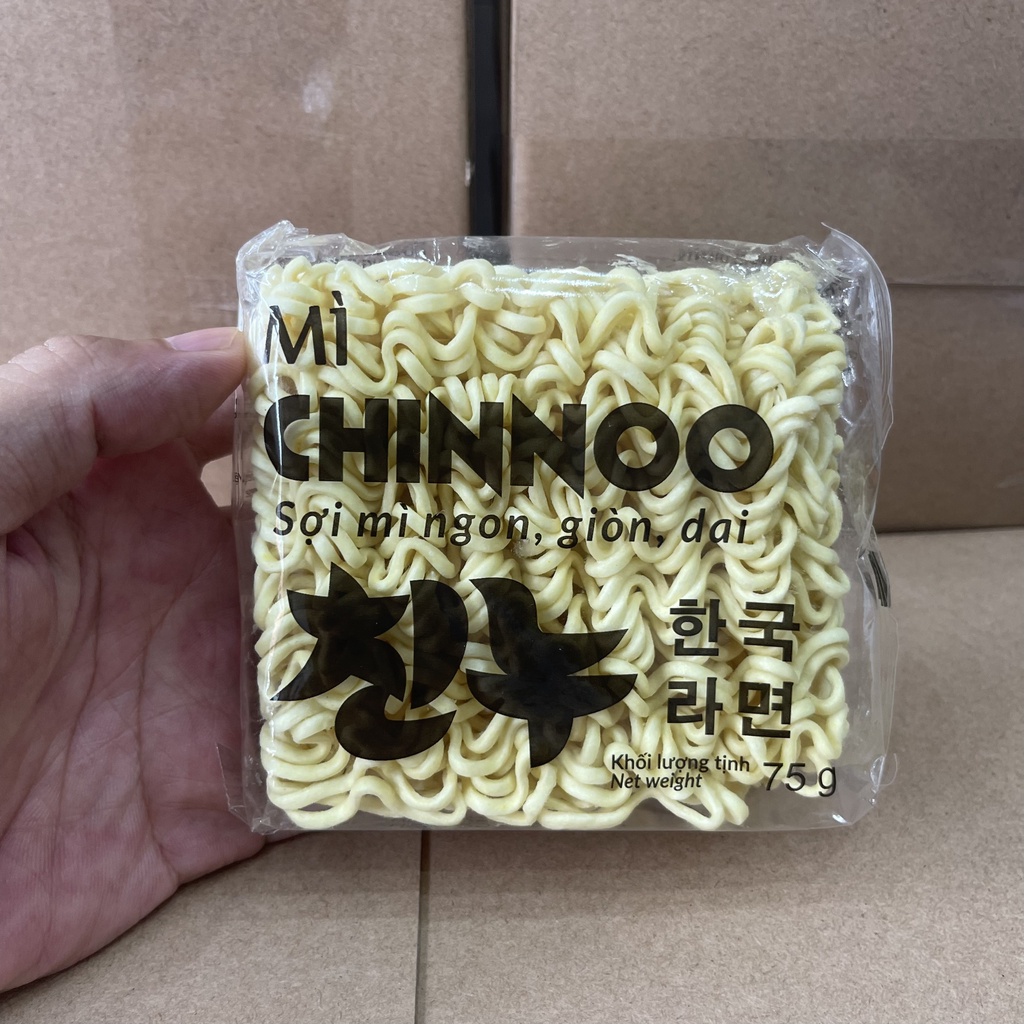 Mì
CHINNOO
Sợi mì ngon, giòn, dai
친누
한국
라면
Khối lượng tịnh
Net weight 75 g